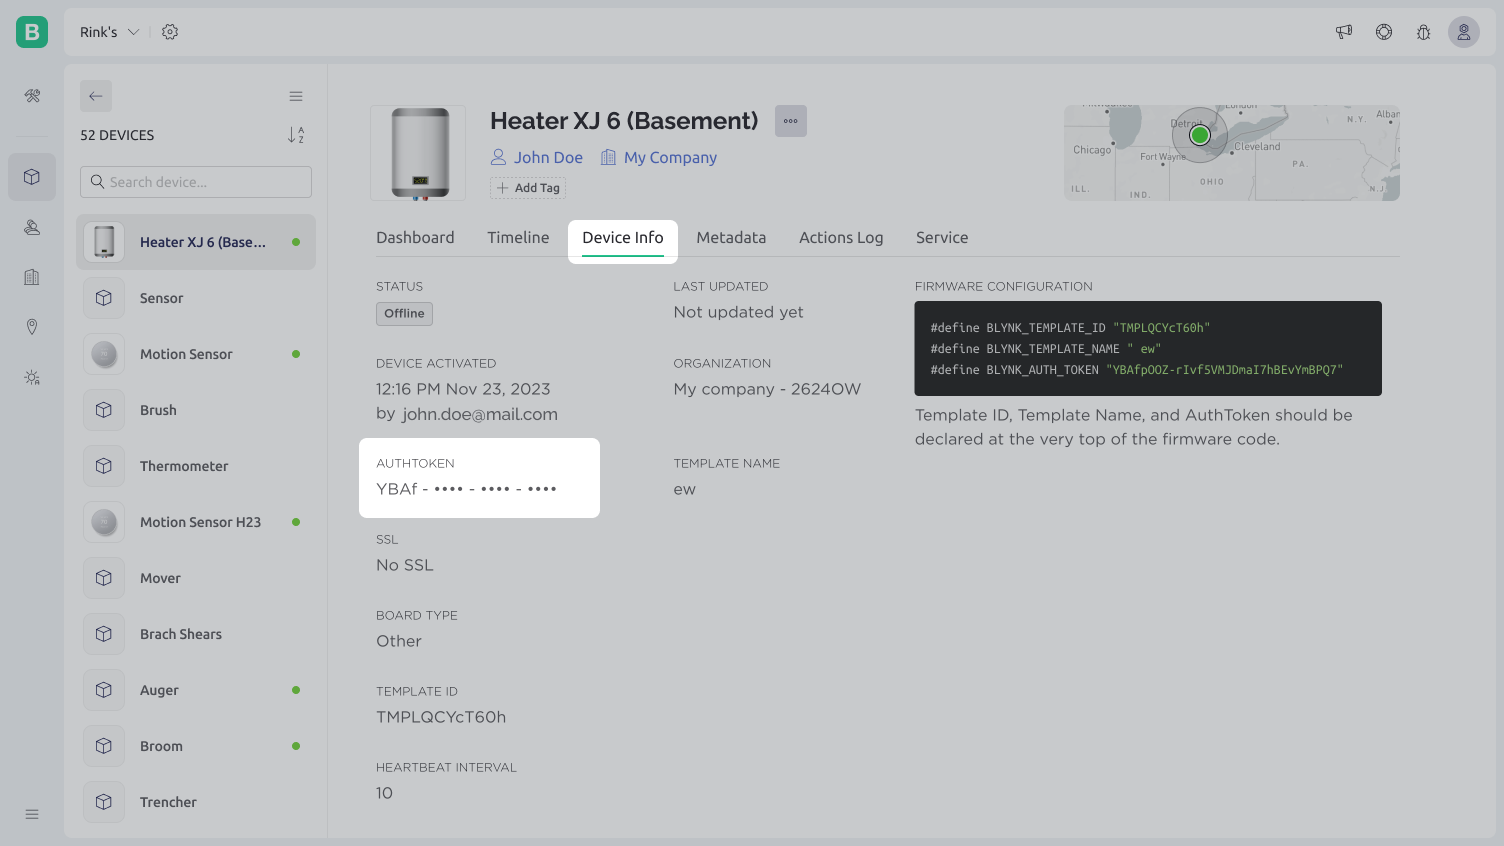 B
Rink's
52 DEVICES
A
Z
Search device...
Heater XJ 6 (Base...
Sensor
Motion Sensor
Brush
Thermometer
Motion Sensor H23
Mover
Brach Shears
Auger
Broom
Trencher
Heater XJ 6 (Basement)
John Doe
My Company
Add Tag
Milwaukee
London
Detroit
N.Y.
Alban
Chicago
Fort Wayne
Cleveland
PA.
ILL.
IND.
OHIO
N.J.
Dashboard
Timeline
Device Info
Metadata
Actions Log
Service
STATUS
Offline
LAST UPDATED
Not updated yet
FIRMWARE CONFIGURATION
#define BLYNK_TEMPLATE_ID "TMPLQCYcT60h"
#define BLYNK_TEMPLATE_NAME " ew"
#define BLYNK_AUTH_TOKEN "YBAfpOOZ-rIvf5VMJDmaI7hBEvYmBPQ7"
Template ID, Template Name, and AuthToken should be
declared at the very top of the firmware code.
DEVICE ACTIVATED
12:16 PM Nov 23, 2023
by john.doe@mail.com
ORGANIZATION
My company - 2624OW
AUTHTOKEN
YBAf - •••• - •••• - ••••
TEMPLATE NAME
ew
SSL
No SSL
BOARD TYPE
Other
TEMPLATE ID
TMPLQCYcT60h
HEARTBEAT INTERVAL
10